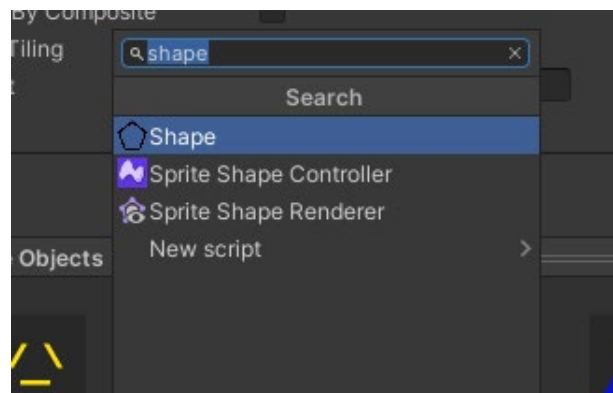 By Composite
Tiling
shape
Search
Shape
Sprite Shape Controller
Sprite Shape Renderer
New script
Objects